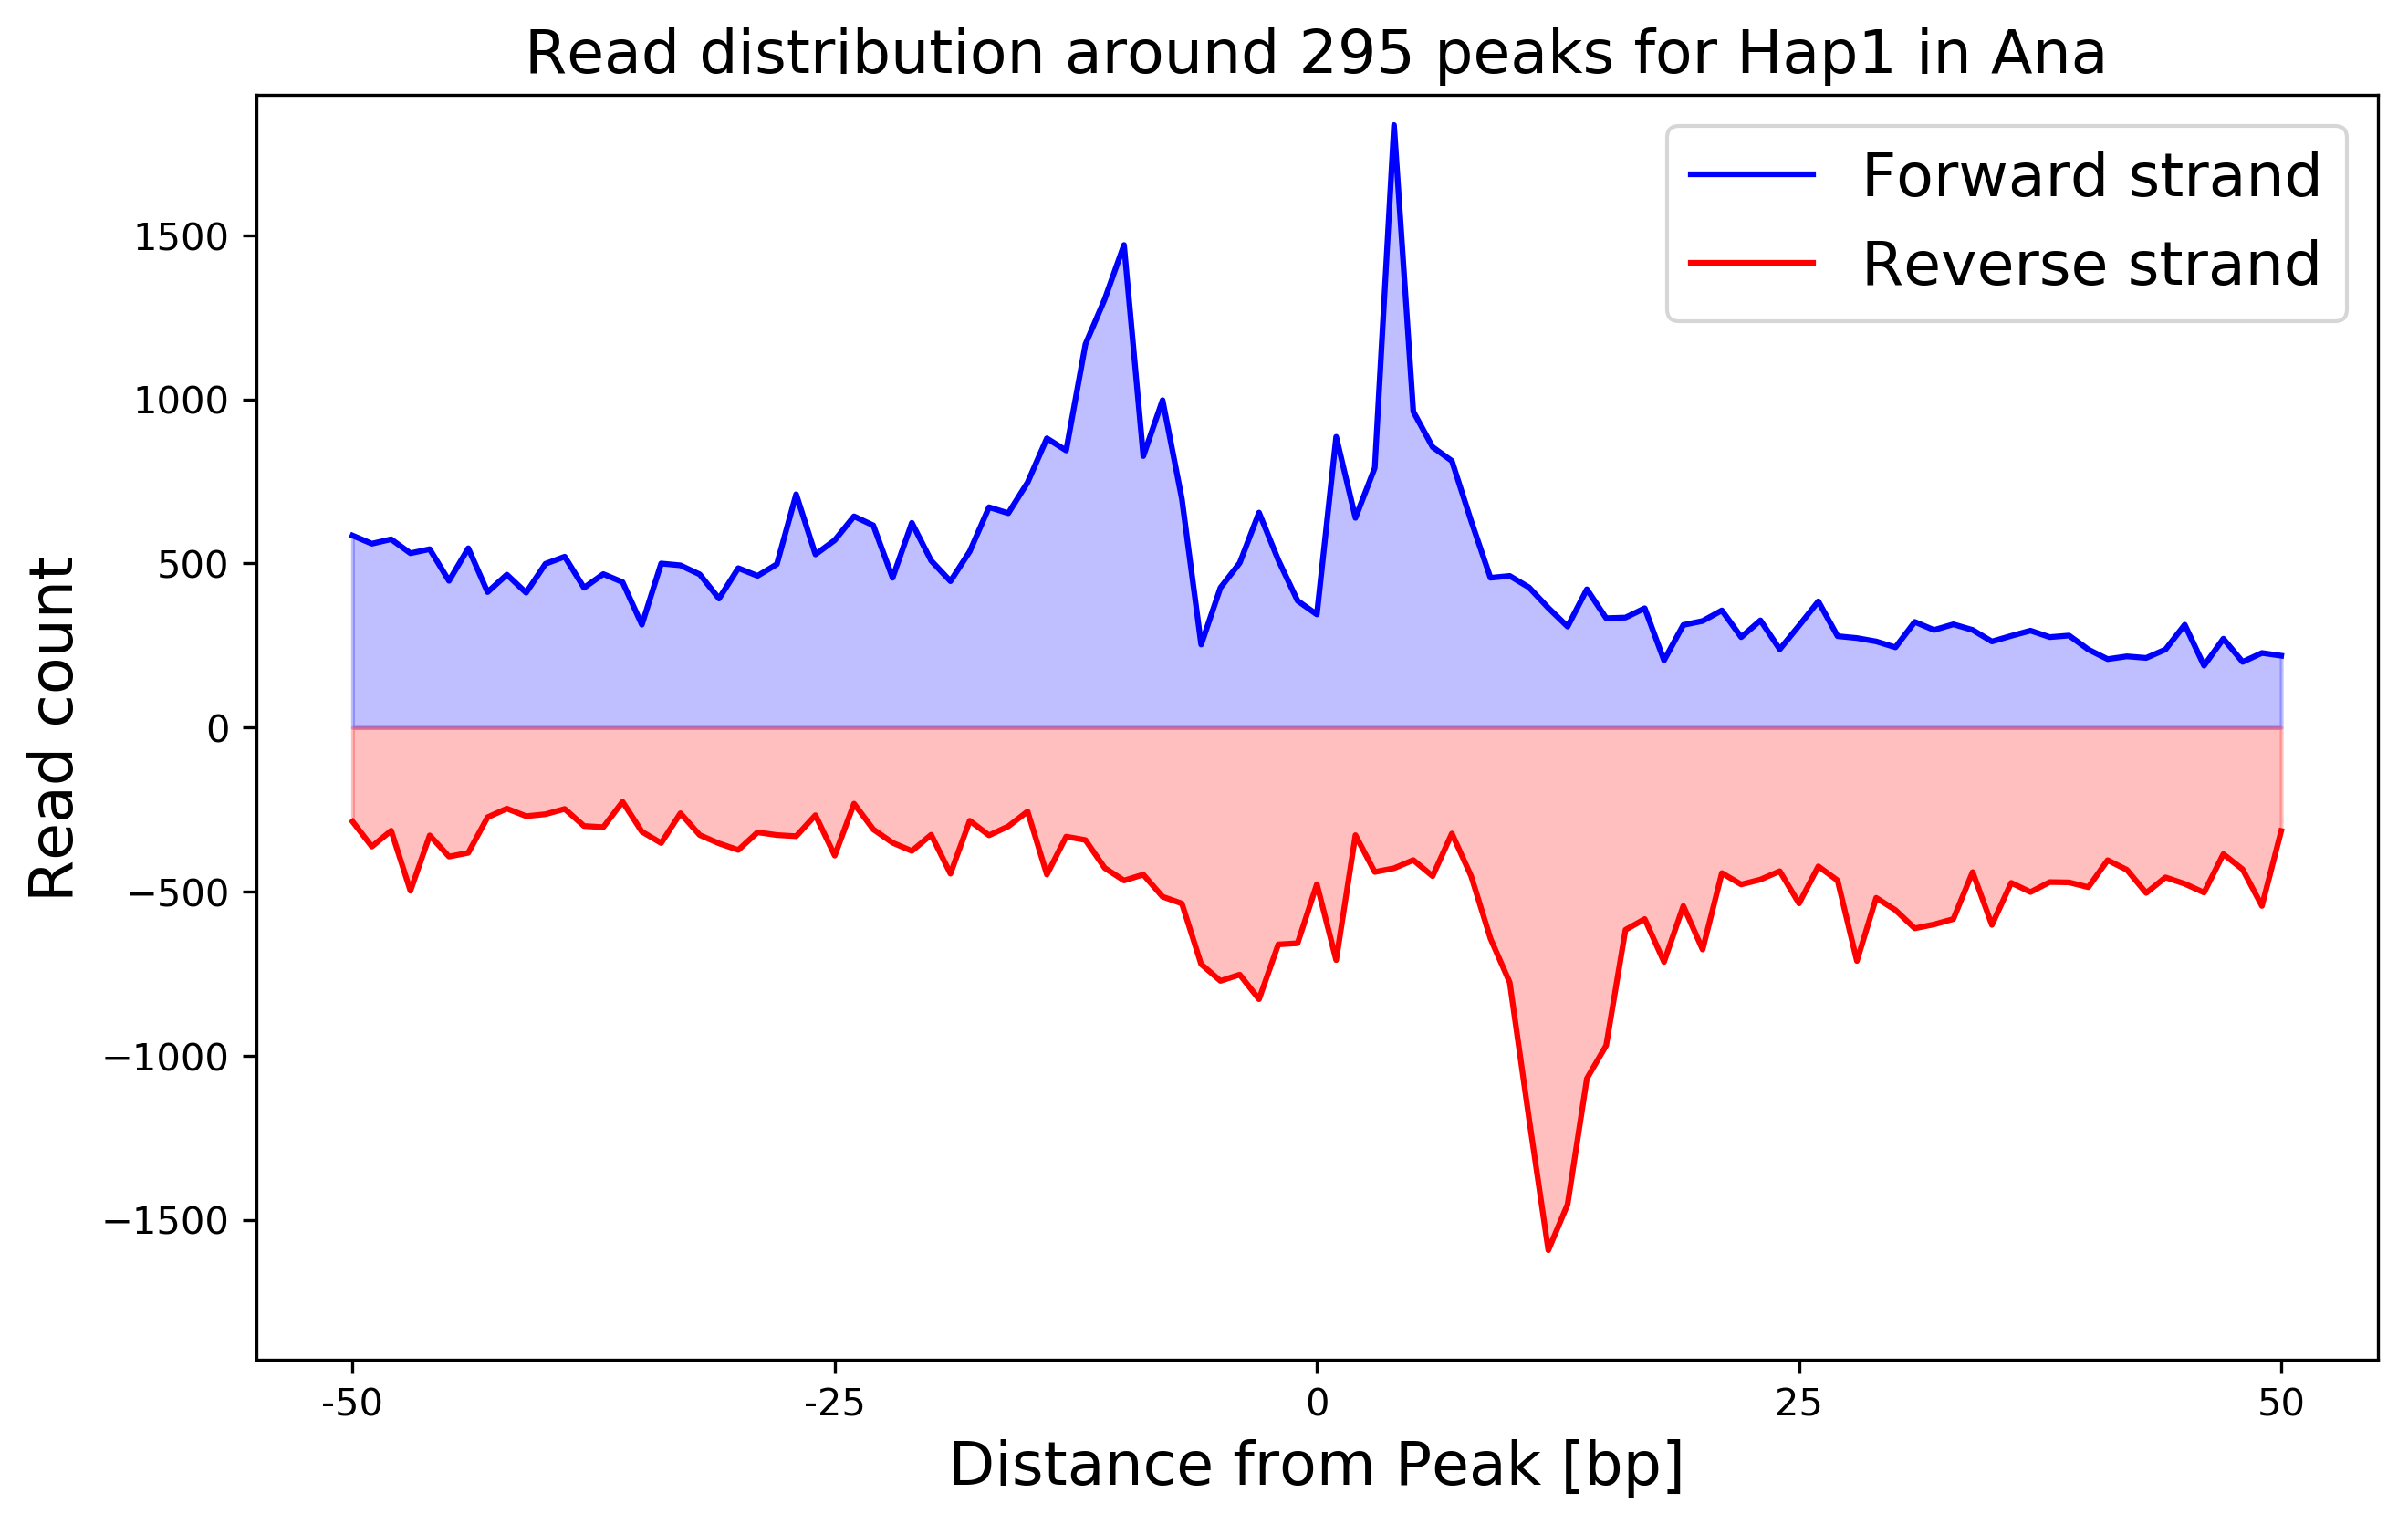 Read distribution around 295 peaks for Hap1 in Ana
Forward strand
Reverse strand
1500
1000
500
0
−500
−1000
−1500
Read count
-50
-25
0
25
50
Distance from Peak [bp]